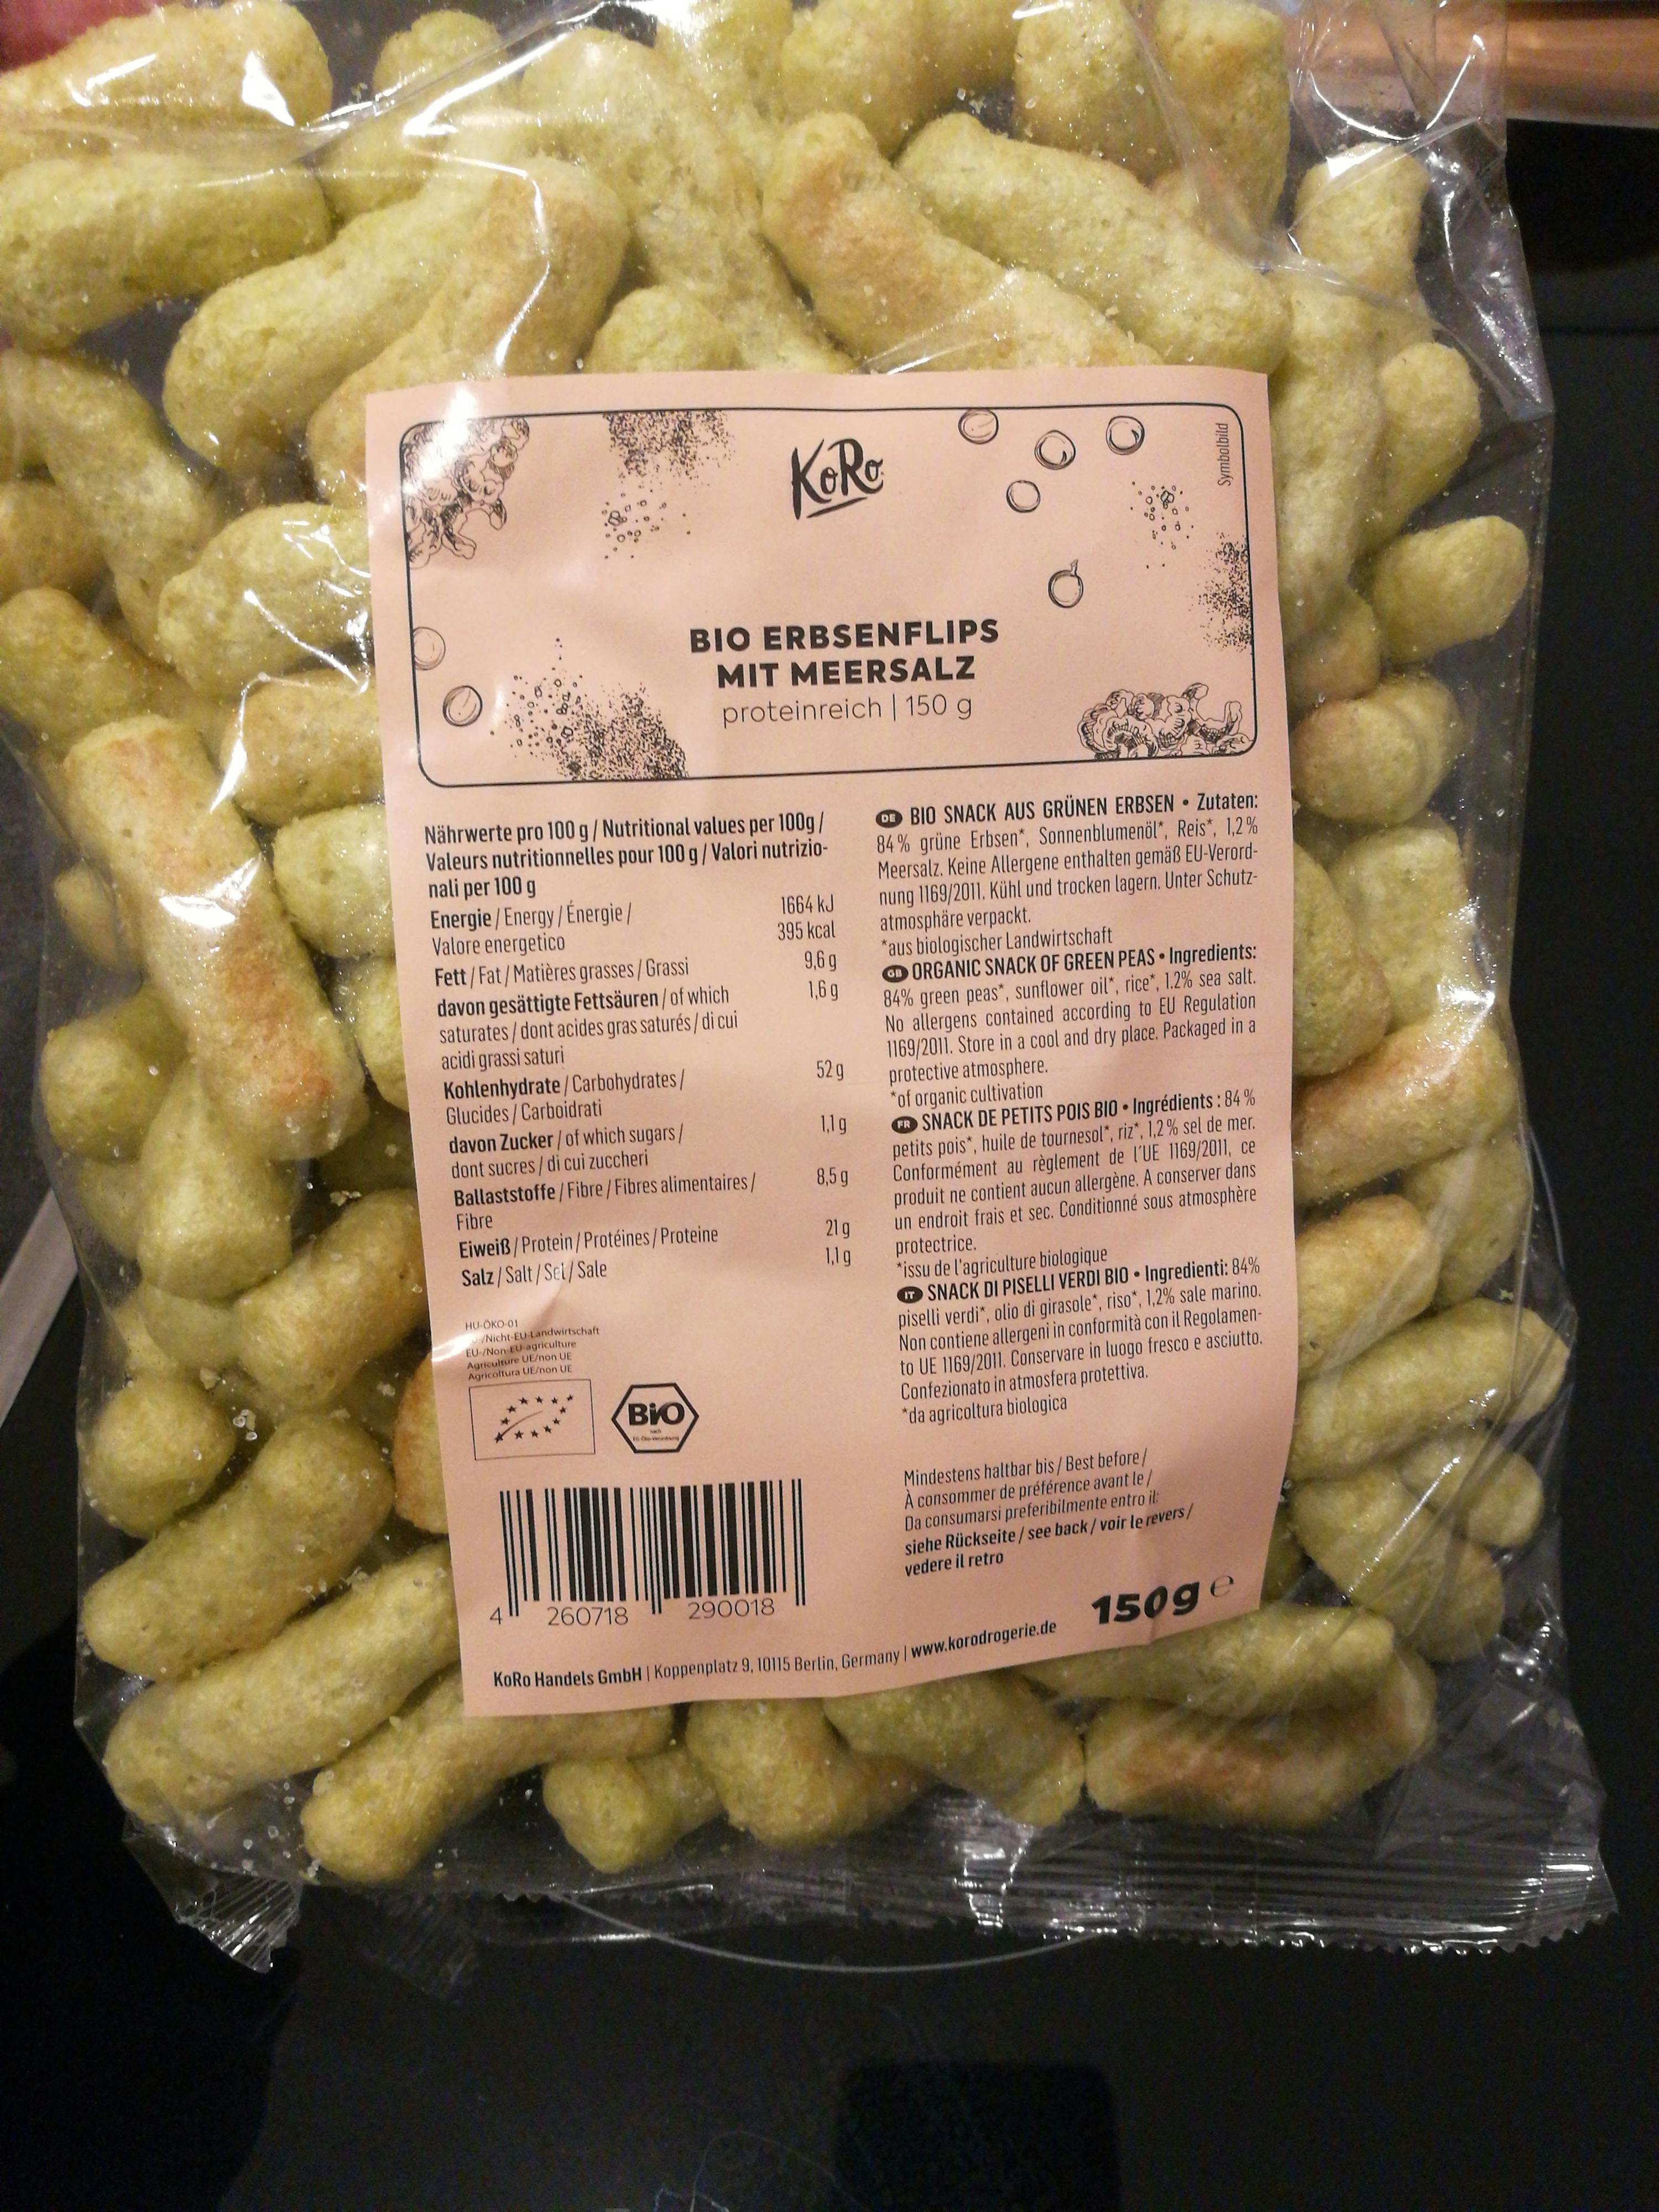 KoRo
Symbolbild
BIO ERBSENFLIPS
MIT MEERSALZ
proteinreich | 150 g
Nährwerte pro 100 g / Nutritional values per 100g /
Valeurs nutritionnelles pour 100 g / Valori nutrizio-
nali per 100 g
Energie / Energy / Énergie / 1664 kJ
Valore energetico 395 kcal
Fett / Fat / Matières grasses / Grassi 9,6 g
davon gesättigte Fettsäuren / of which 1,6 g
saturates / dont acides gras saturés / di cui
acidi grassi saturi
Kohlenhydrate / Carbohydrates / 52 g
Glucides / Carboidrati
davon Zucker / of which sugars / 1,1 g
dont sucres / di cui zuccheri
Ballaststoffe / Fibre / Fibres alimentaires / 8,5 g
Fibre
Eiweiß / Protein / Protéines / Proteine 21 g
Salz / Salt / Sel / Sale 1,1 g
HU-ÖKO-01
/Nicht-EU-Landwirtschaft
EU-/Non-EU-agriculture
Agriculture UE/non UE
Agricoltura UE/non UE
BIO
nach
EG-Öko-Verordnung
4 260718 290018
DE BIO SNACK AUS GRÜNEN ERBSEN • Zutaten:
84 % grüne Erbsen*, Sonnenblumenöl*, Reis*, 1,2 %
Meersalz. Keine Allergene enthalten gemäß EU-Verord-
nung 1169/2011. Kühl und trocken lagern. Unter Schutz-
atmosphäre verpackt.
*aus biologischer Landwirtschaft
GB ORGANIC SNACK OF GREEN PEAS • Ingredients:
84% green peas*, sunflower oil*, rice*, 1.2% sea salt.
No allergens contained according to EU Regulation
1169/2011. Store in a cool and dry place. Packaged in a
protective atmosphere.
*of organic cultivation
FR SNACK DE PETITS POIS BIO • Ingrédients : 84 %
petits pois*, huile de tournesol*, riz*, 1,2 % sel de mer.
Conformément au règlement de l'UE 1169/2011, ce
produit ne contient aucun allergène. A conserver dans
un endroit frais et sec. Conditionné sous atmosphère
protectrice.
*issu de l'agriculture biologique
IT SNACK DI PISELLI VERDI BIO • Ingredienti: 84%
piselli verdi*, olio di girasole*, riso*, 1,2% sale marino.
Non contiene allergeni in conformità con il Regolamen-
to UE 1169/2011. Conservare in luogo fresco e asciutto.
Confezionato in atmosfera protettiva.
*da agricoltura biologica
Mindestens haltbar bis / Best before /
À consommer de préférence avant le /
Da consumarsi preferibilmente entro il:
siehe Rückseite / see back / voir le revers /
vedere il retro
150g e
KoRo Handels GmbH | Koppenplatz 9, 10115 Berlin, Germany | www.korodrogerie.de